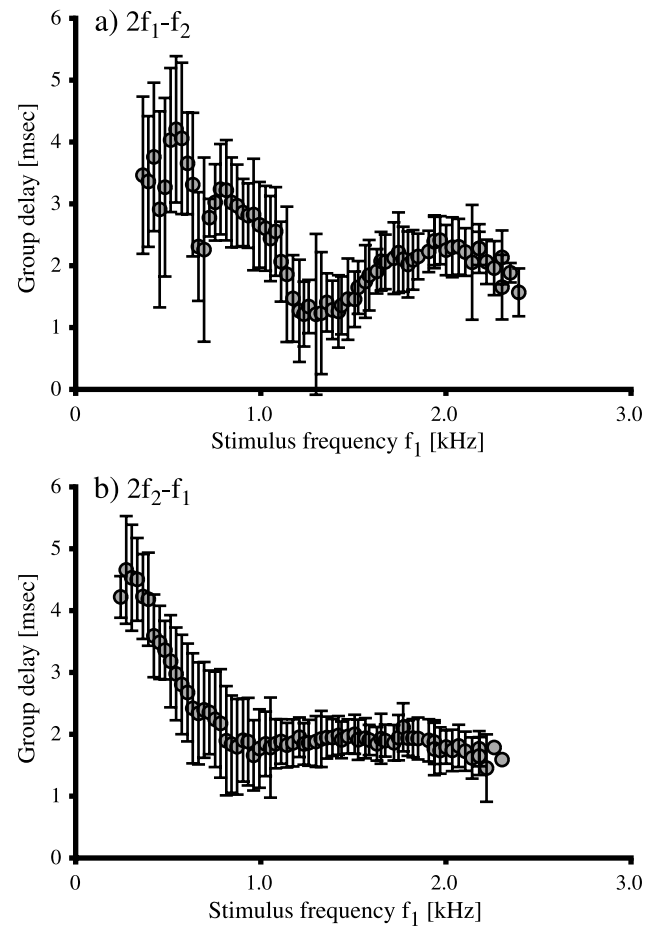 a) 2f₁-f₂
6
5
4
3
2
1
0
Group delay [msec]
0 1.0 2.0 3.0
Stimulus frequency f₁ [kHz]
b) 2f₂-f₁
6
5
4
3
2
1
0
Group delay [msec]
0 1.0 2.0 3.0
Stimulus frequency f₁ [kHz]